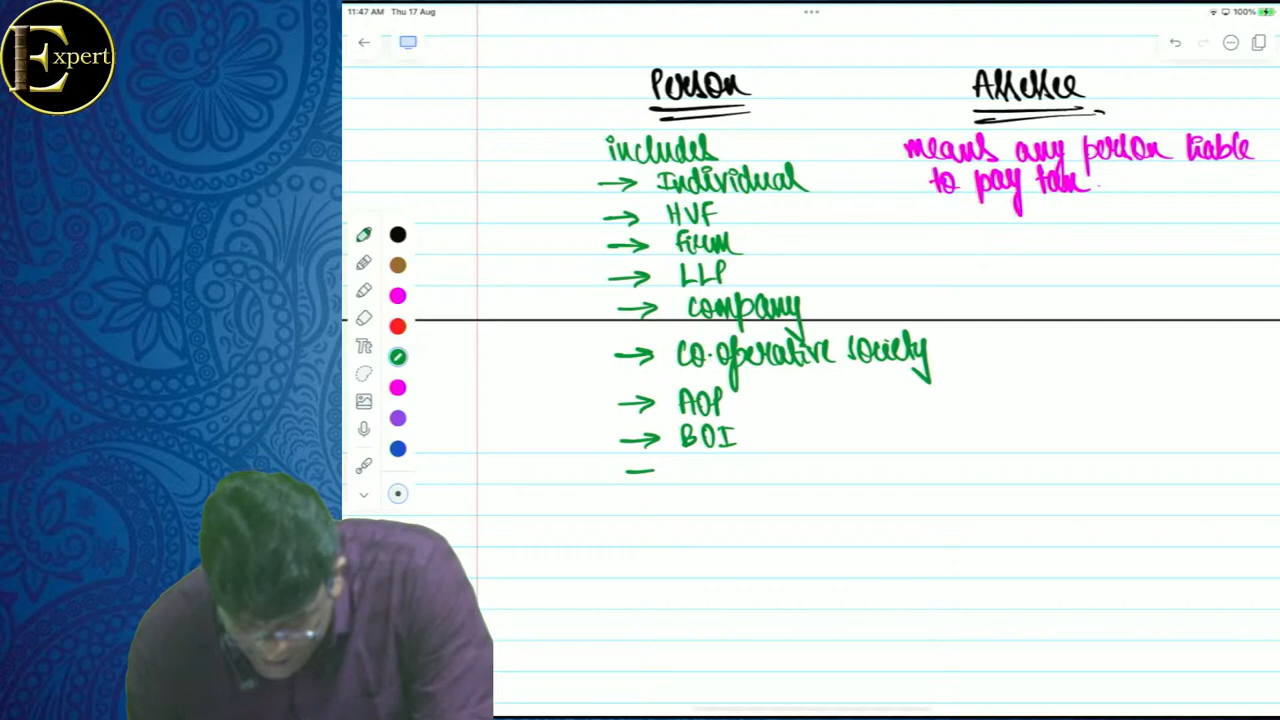 Expert
11:47 AM Thu 17 Aug
100%
Person
Assessee
includes
→ Individual
→ HUF
→ Firm
→ LLP
→ company
→ co.operative society
→ AOP
→ BOI
means any person liable
to pay tax.